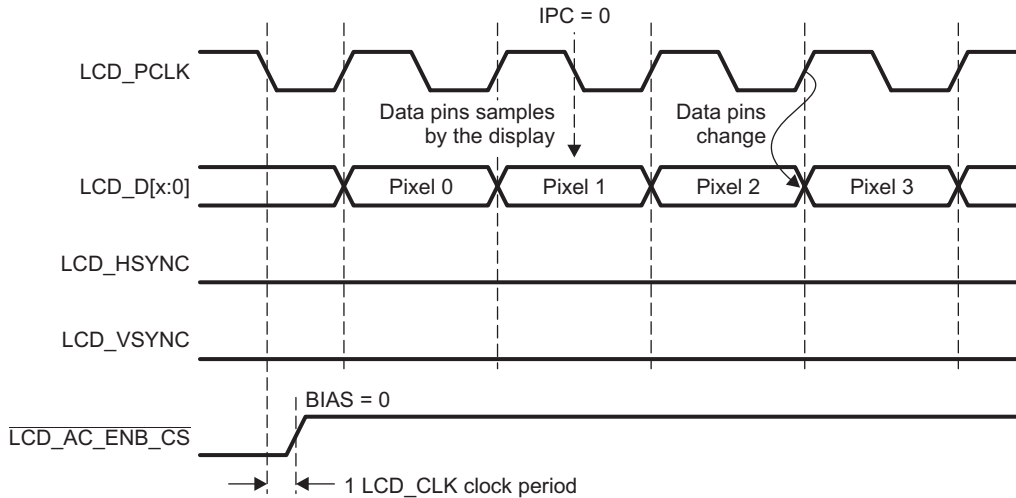 IPC = 0
LCD_PCLK
Data pins samples
by the display
Data pins
change
LCD_D[x:0]
Pixel 0
Pixel 1
Pixel 2
Pixel 3
LCD_HSYNC
LCD_VSYNC
BIAS = 0
LCD_AC_ENB_CS
1 LCD_CLK clock period